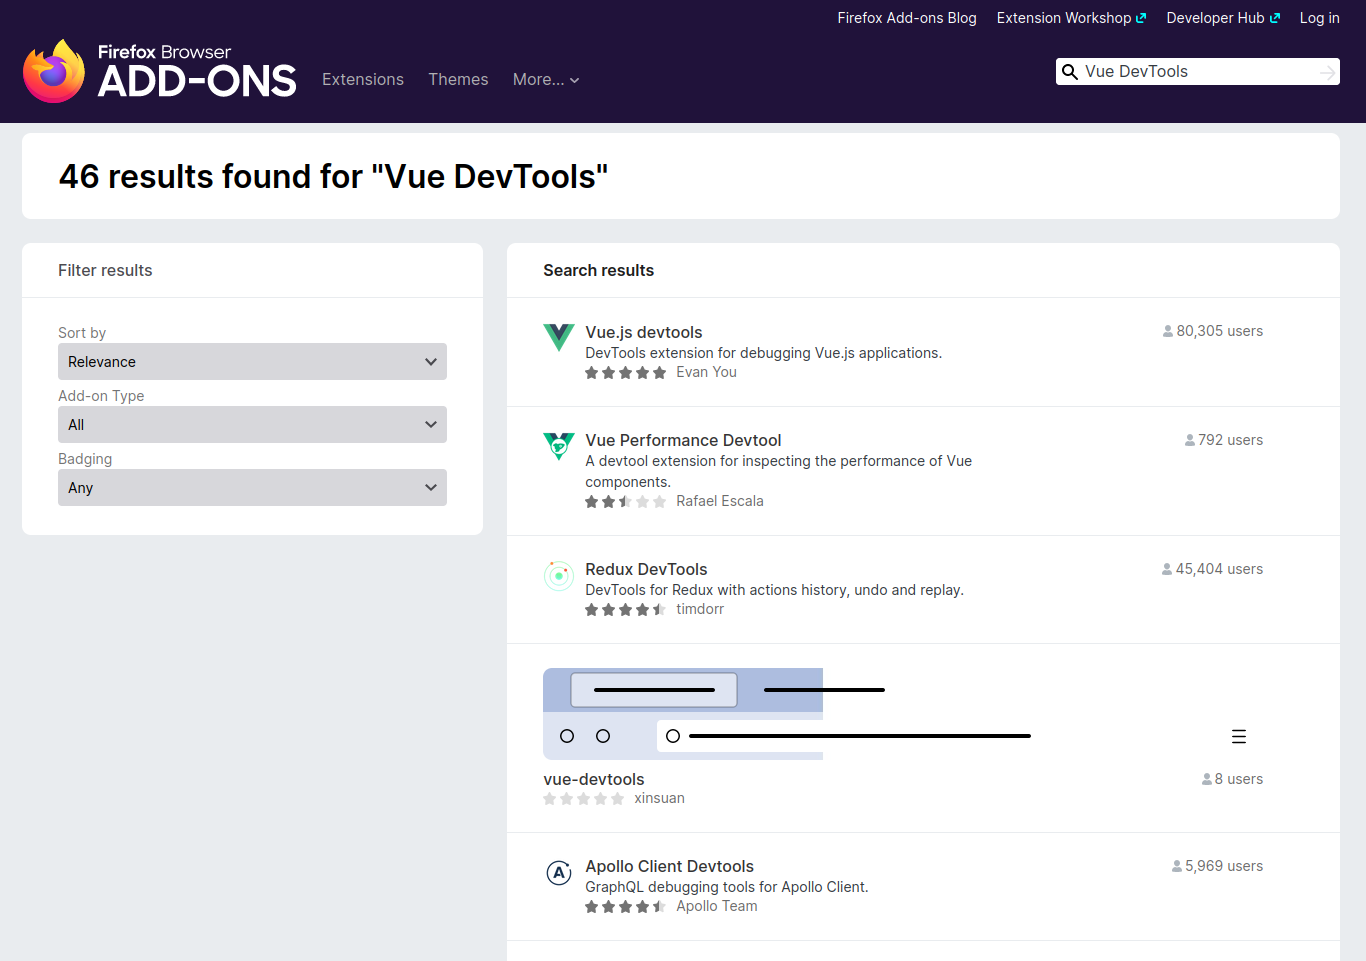 Firefox Add-ons Blog Extension Workshop Developer Hub Log in
Firefox Browser
ADD-ONS
Extensions Themes More...
Vue DevTools
46 results found for "Vue DevTools"
Filter results
Sort by
Relevance
Add-on Type
All
Badging
Any
Search results
Vue.js devtools
80,305 users
DevTools extension for debugging Vue.js applications.
Evan You
Vue Performance Devtool
792 users
A devtool extension for inspecting the performance of Vue
components.
Rafael Escala
Redux DevTools
45,404 users
DevTools for Redux with actions history, undo and replay.
timdorr
vue-devtools
8 users
xinsuan
Apollo Client Devtools
5,969 users
GraphQL debugging tools for Apollo Client.
Apollo Team